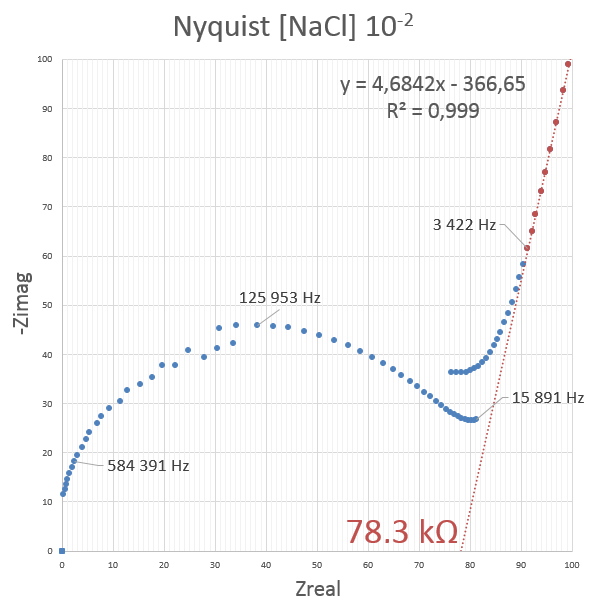 Nyquist [NaCl] 10⁻²
y = 4,6842x - 366,65
R² = 0,999
3 422 Hz
125 953 Hz
15 891 Hz
584 391 Hz
78.3 kΩ
-Zimag
100
90
80
70
60
50
40
30
20
10
0
0 10 20 30 40 50 60 70 80 90 100
Zreal